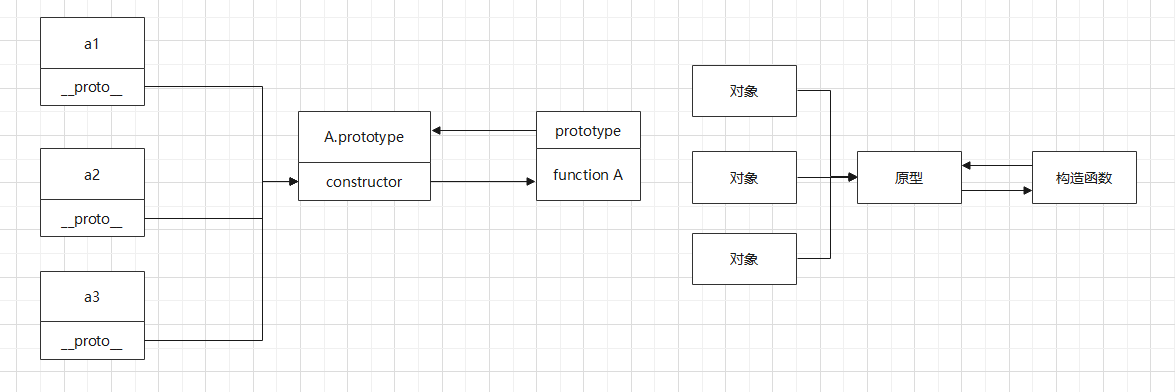 a1
__proto__
a2
__proto__
a3
__proto__
A.prototype
constructor
prototype
function A
对象
对象
对象
原型
构造函数